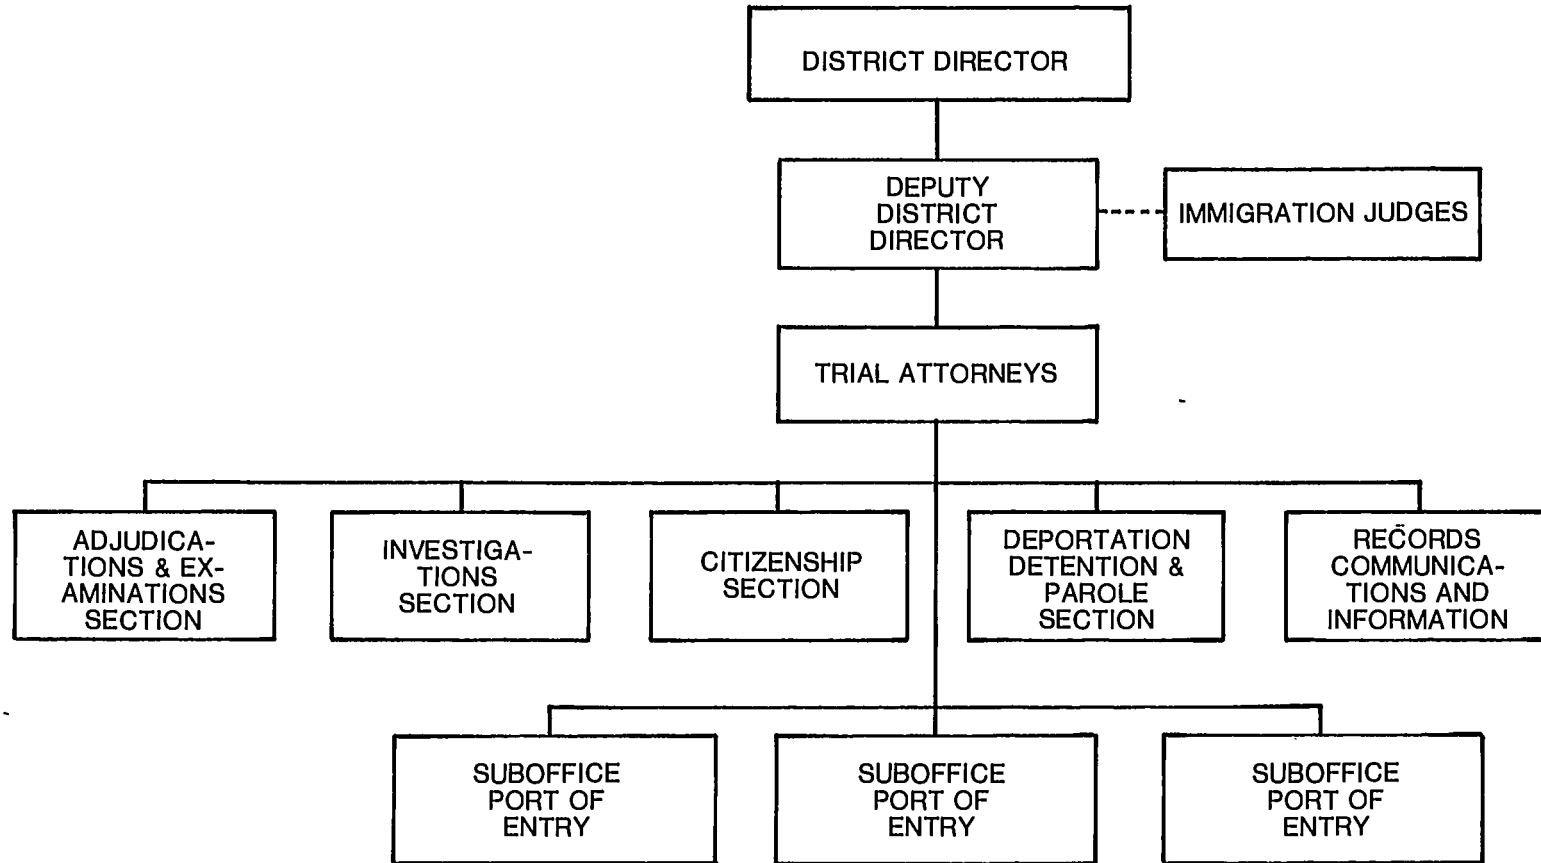 DISTRICT DIRECTOR
DEPUTY
DISTRICT
DIRECTOR
IMMIGRATION JUDGES
TRIAL ATTORNEYS
ADJUDICA-
TIONS & EX-
AMINATIONS
SECTION
INVESTIGA-
TIONS
SECTION
CITIZENSHIP
SECTION
DEPORTATION
DETENTION &
PAROLE
SECTION
RECORDS
COMMUNICA-
TIONS AND
INFORMATION
SUBOFFICE
PORT OF
ENTRY
SUBOFFICE
PORT OF
ENTRY
SUBOFFICE
PORT OF
ENTRY